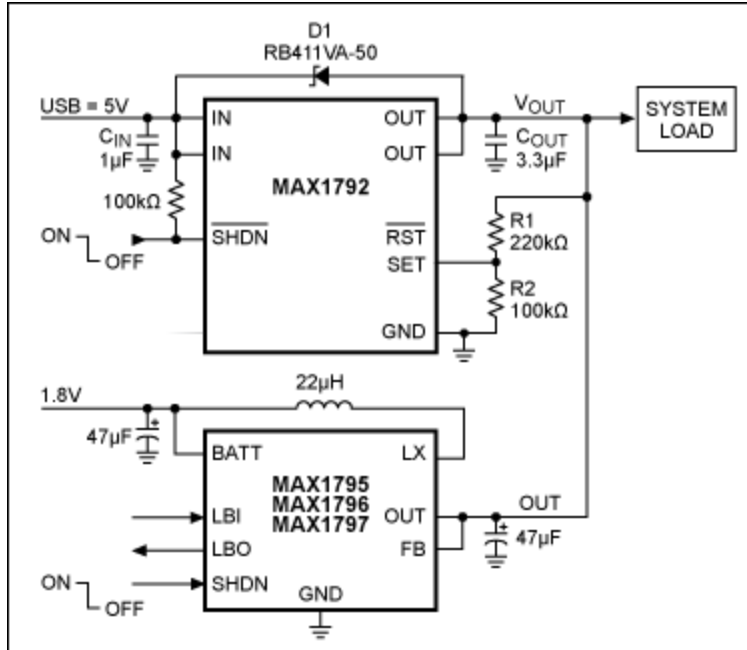 D1
RB411VA-50
USB = 5V
CIN
1µF
100kΩ
ON
OFF
IN
IN
SHDN
MAX1792
OUT
OUT
RST
SET
GND
VOUT
COUT
3.3µF
R1
220kΩ
R2
100kΩ
SYSTEM
LOAD
1.8V
47µF
22µH
BATT
LBI
LBO
SHDN
ON
OFF
MAX1795
MAX1796
MAX1797
GND
LX
OUT
FB
OUT
47µF